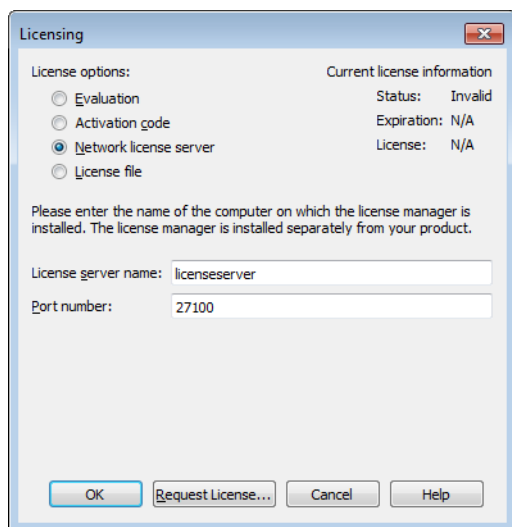 Licensing
License options:
Evaluation
Activation code
Network license server
License file
Current license information
Status: Invalid
Expiration: N/A
License: N/A
Please enter the name of the computer on which the license manager is
installed. The license manager is installed separately from your product.
License server name: licenseserver
Port number: 27100
OK Request License... Cancel Help